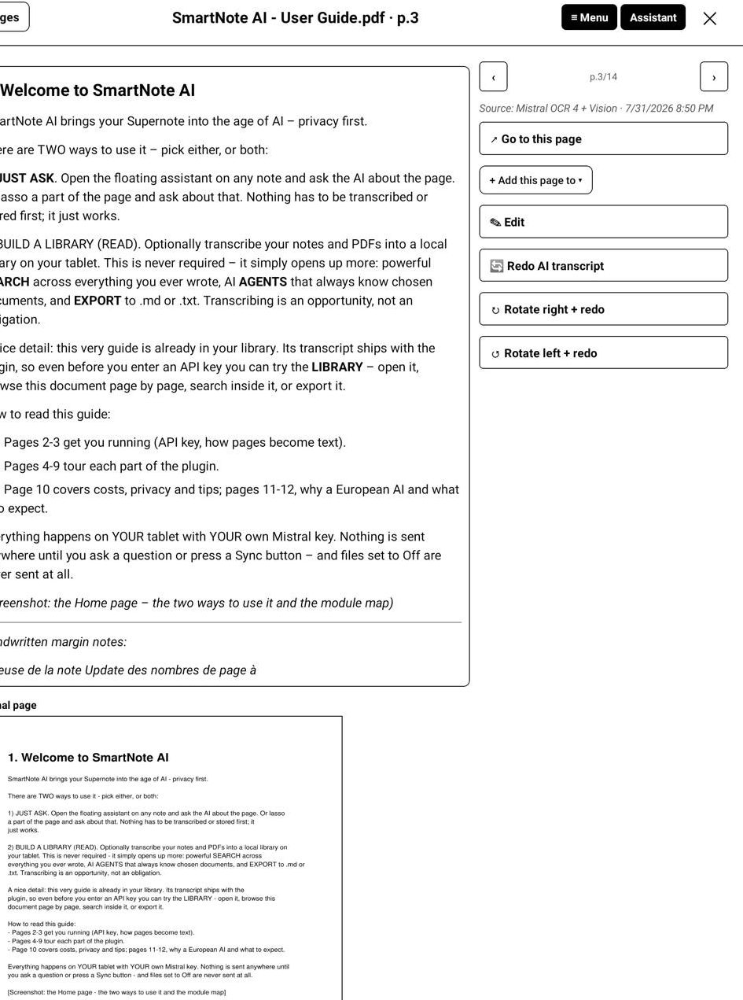 ges
SmartNote AI - User Guide.pdf · p.3
≡ Menu
Assistant
Welcome to SmartNote AI
artNote AI brings your Supernote into the age of AI – privacy first.
ere are TWO ways to use it – pick either, or both:
JUST ASK. Open the floating assistant on any note and ask the AI about the page.
asso a part of the page and ask about that. Nothing has to be transcribed or
red first; it just works.
BUILD A LIBRARY (READ). Optionally transcribe your notes and PDFs into a local
ary on your tablet. This is never required – it simply opens up more: powerful
ARCH across everything you ever wrote, AI AGENTS that always know chosen
cuments, and EXPORT to .md or .txt. Transcribing is an opportunity, not an
igation.
ice detail: this very guide is already in your library. Its transcript ships with the
gin, so even before you enter an API key you can try the LIBRARY – open it,
wse this document page by page, search inside it, or export it.
w to read this guide:
Pages 2-3 get you running (API key, how pages become text).
Pages 4-9 tour each part of the plugin.
Page 10 covers costs, privacy and tips; pages 11-12, why a European AI and what
o expect.
erything happens on YOUR tablet with YOUR own Mistral key. Nothing is sent
ywhere until you ask a question or press a Sync button – and files set to Off are
er sent at all.
reenshot: the Home page – the two ways to use it and the module map)
ndwritten margin notes:
euse de la note Update des nombres de page à
‹
p.3/14
›
Source: Mistral OCR 4 + Vision · 7/31/2026 8:50 PM
↗ Go to this page
+ Add this page to ▾
✎ Edit
🔄 Redo AI transcript
↻ Rotate right + redo
↺ Rotate left + redo
nal page
1. Welcome to SmartNote AI
SmartNote AI brings your Supernote into the age of AI - privacy first.
There are TWO ways to use it - pick either, or both:
1) JUST ASK. Open the floating assistant on any note and ask the AI about the page. Or lasso
a part of the page and ask about that. Nothing has to be transcribed or stored first; it
just works.
2) BUILD A LIBRARY (READ). Optionally transcribe your notes and PDFs into a local library on
your tablet. This is never required - it simply opens up more: powerful SEARCH across
everything you ever wrote, AI AGENTS that always know chosen documents, and EXPORT to .md or
.txt. Transcribing is an opportunity, not an obligation.
A nice detail: this very guide is already in your library. Its transcript ships with the
plugin, so even before you enter an API key you can try the LIBRARY - open it, browse this
document page by page, search inside it, or export it.
How to read this guide:
- Pages 2-3 get you running (API key, how pages become text).
- Pages 4-9 tour each part of the plugin.
- Page 10 covers costs, privacy and tips; pages 11-12, why a European AI and what to expect.
Everything happens on YOUR tablet with YOUR own Mistral key. Nothing is sent anywhere until
you ask a question or press a Sync button - and files set to Off are never sent at all.
[Screenshot: the Home page - the two ways to use it and the module map]